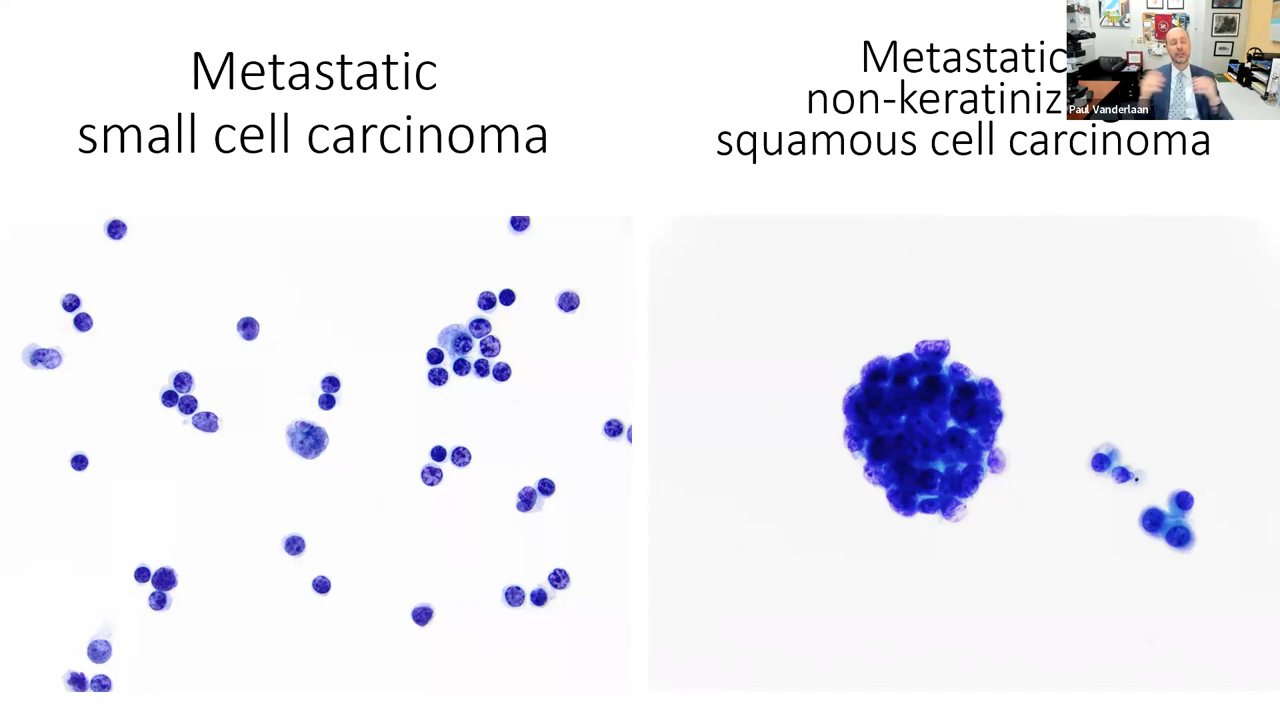 Metastatic
small cell carcinoma
Metastatic
non-keratiniz
squamous cell carcinoma
Paul Vanderlaan